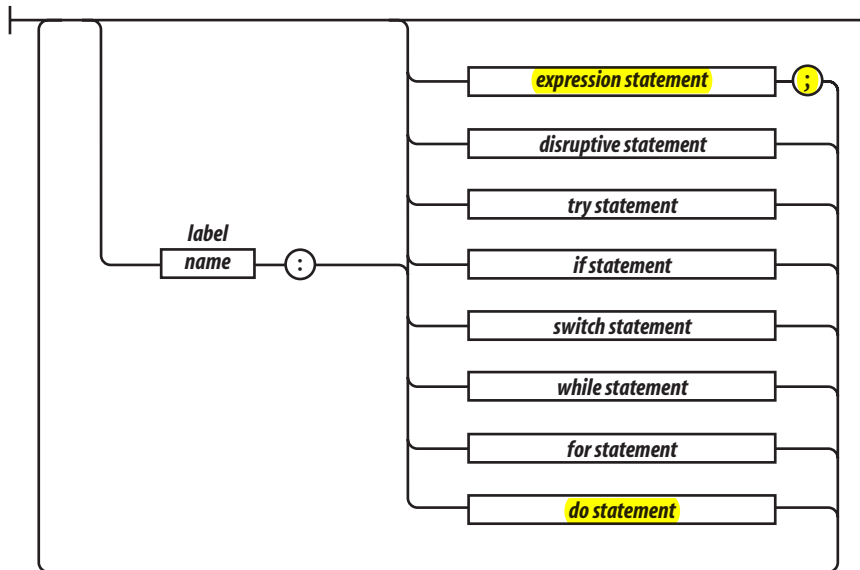 expression statement ;
disruptive statement
try statement
label
name :
if statement
switch statement
while statement
for statement
do statement